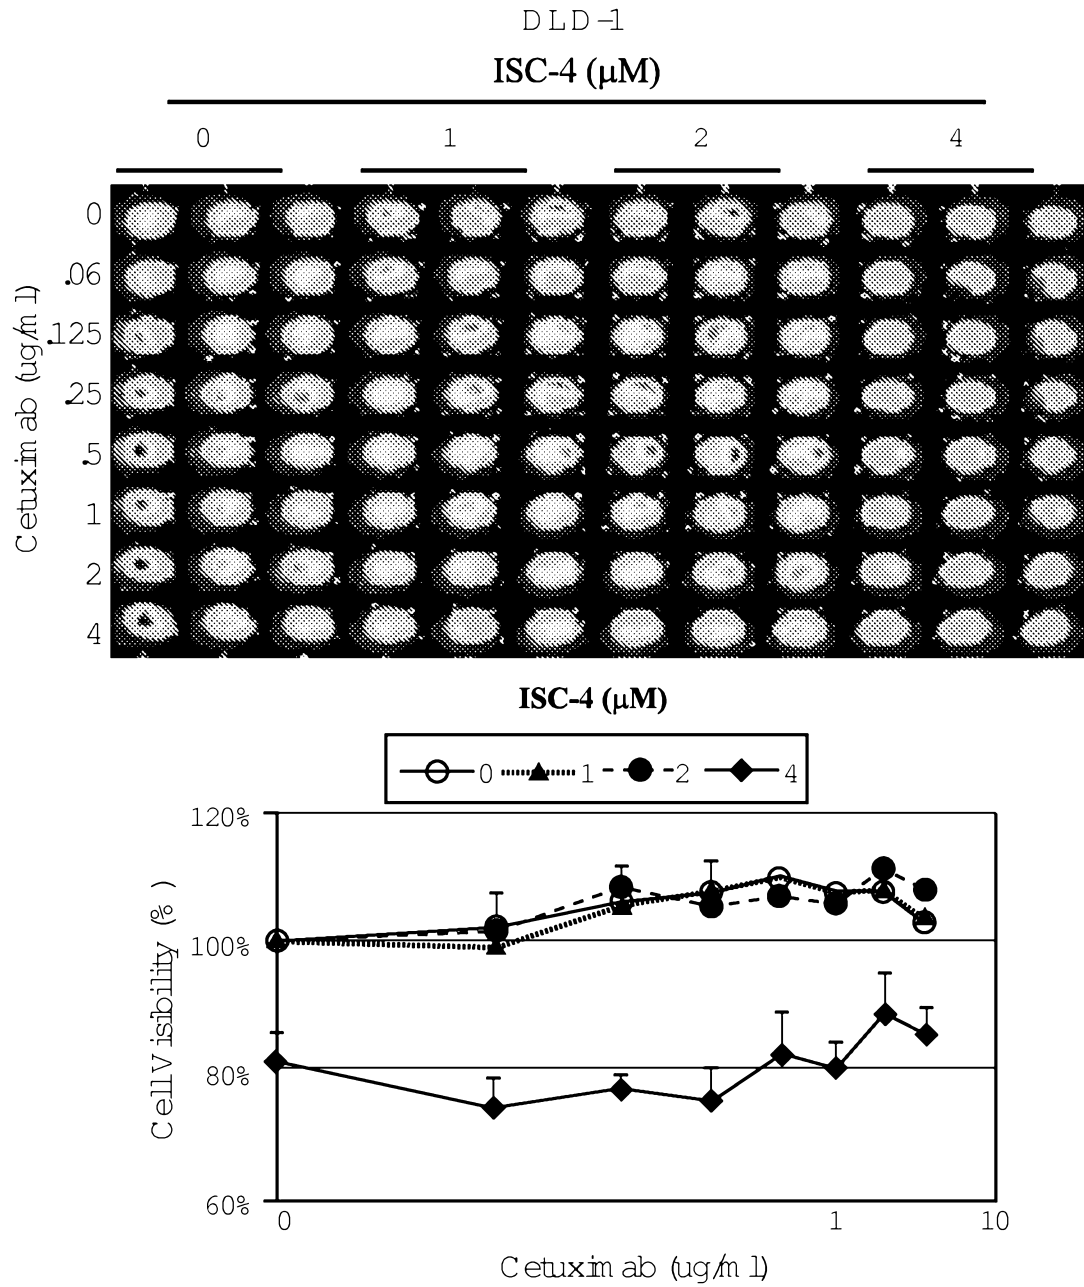 DLD-1
ISC-4 (μM)
0 1 2 4
Cetuximab (ug/ml)
0
.06
.125
.25
.5
1
2
4
ISC-4 (μM)
0 1 2 4
120%
100%
80%
60%
Cell Visibility (%)
0 1 10
Cetuximab (ug/ml)